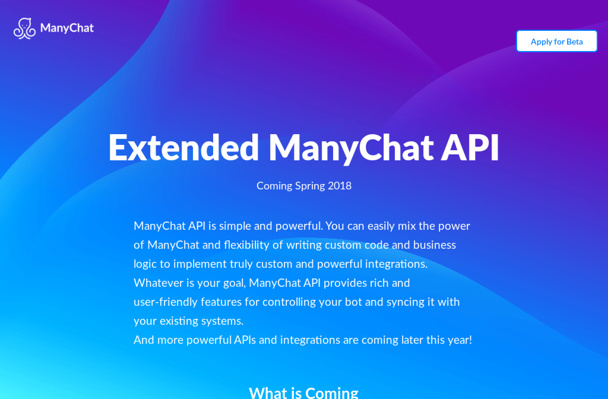 ManyChat
Apply for Beta
Extended ManyChat API
Coming Spring 2018
ManyChat API is simple and powerful. You can easily mix the power
of ManyChat and flexibility of writing custom code and business
logic to implement truly custom and powerful integrations.
Whatever is your goal, ManyChat API provides rich and
user-friendly features for controlling your bot and syncing it with
your existing systems.
And more powerful APIs and integrations are coming later this year!
What is Coming